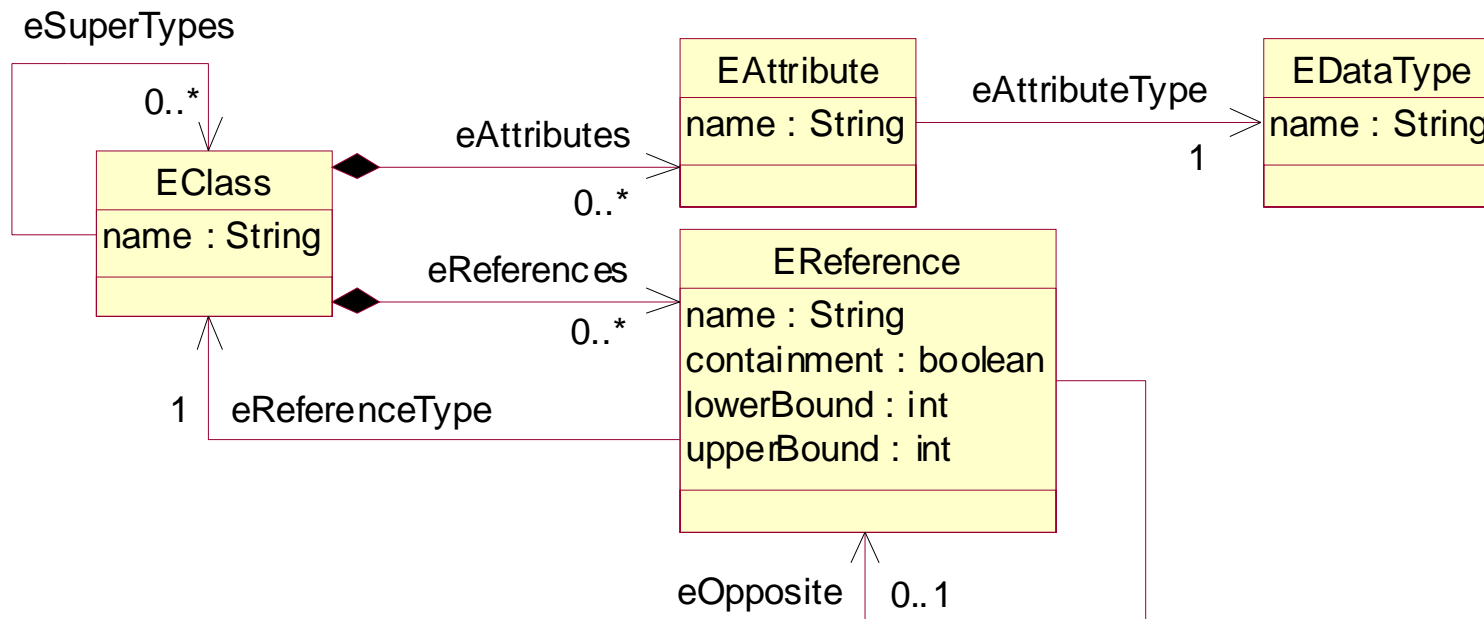 eSuperTypes
0..*
EClass
name : String
eAttributes
0..*
EAttribute
name : String
eAttributeType
1
EDataType
name : String
eReferences
0..*
EReference
name : String
containment : boolean
lowerBound : int
upperBound : int
1 eReferenceType
eOpposite 0..1